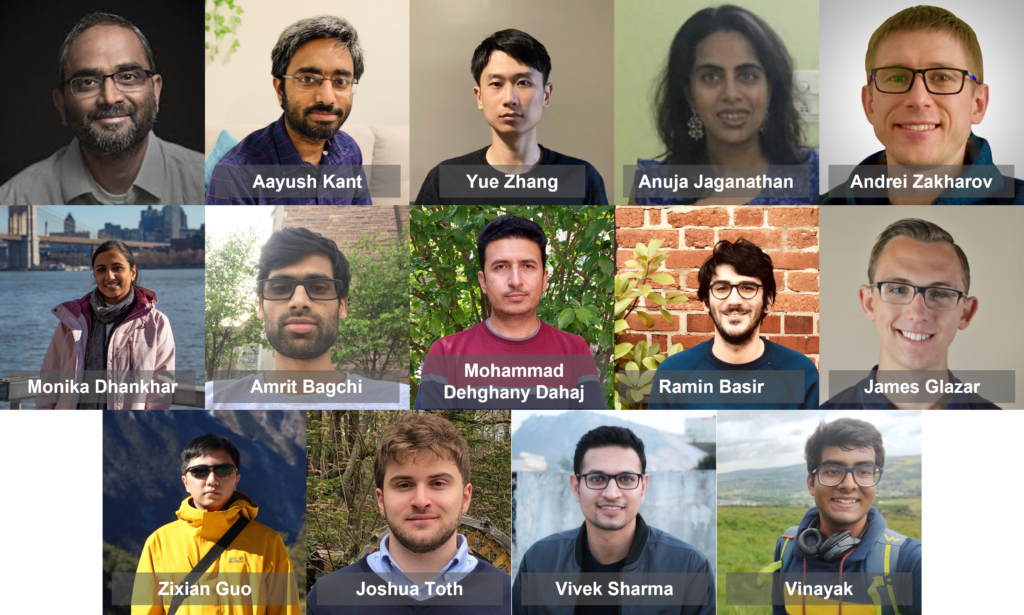 Aayush Kant
Yue Zhang
Anuja Jaganathan
Andrei Zakharov
Monika Dhankhar
Amrit Bagchi
Mohammad
Dehghany Dahaj
Ramin Basir
James Glazar
Zixian Guo
Joshua Toth
Vivek Sharma
Vinayak